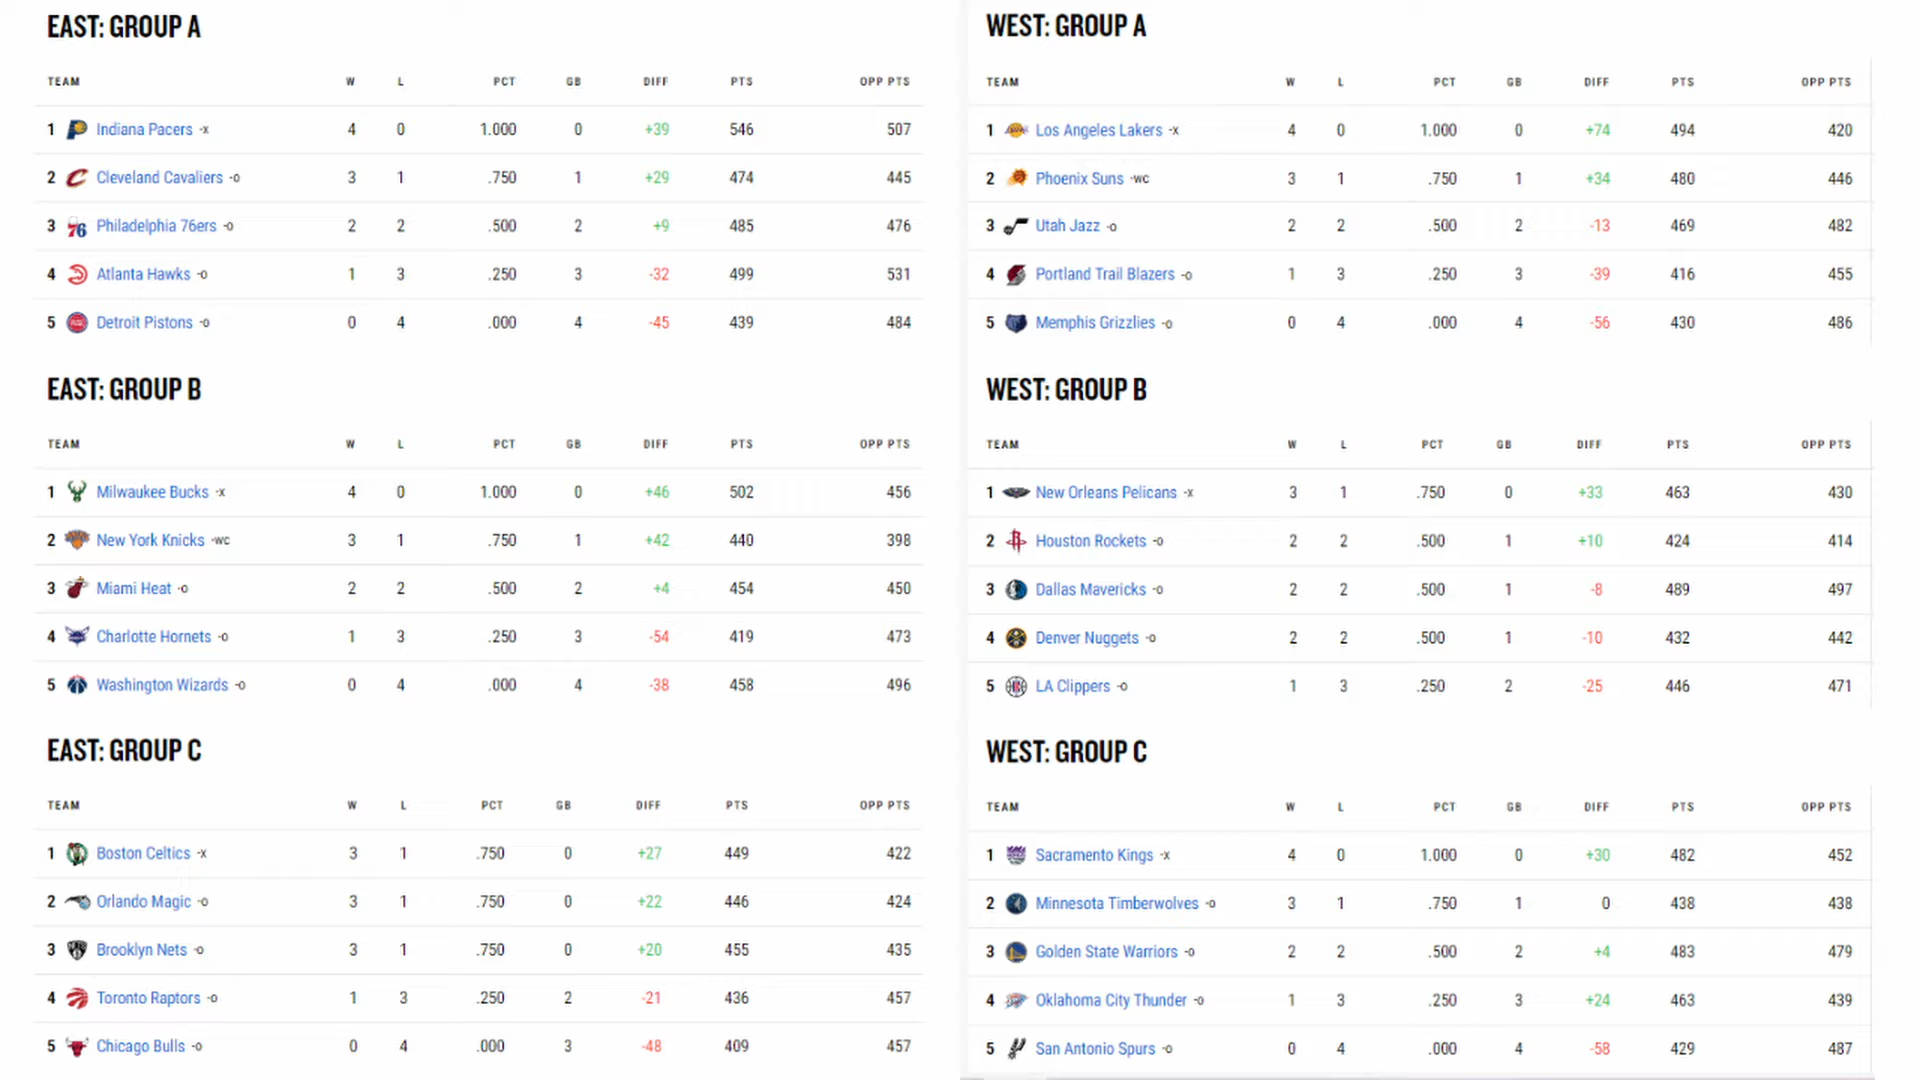 EAST: GROUP A
TEAM W L PCT GB DIFF PTS OPP PTS
1 Indiana Pacers -x 4 0 1.000 0 +39 546 507
2 Cleveland Cavaliers -o 3 1 .750 1 +29 474 445
3 Philadelphia 76ers -o 2 2 .500 2 +9 485 476
4 Atlanta Hawks -o 1 3 .250 3 -32 499 531
5 Detroit Pistons -o 0 4 .000 4 -45 439 484
EAST: GROUP B
TEAM W L PCT GB DIFF PTS OPP PTS
1 Milwaukee Bucks -x 4 0 1.000 0 +46 502 456
2 New York Knicks -wc 3 1 .750 1 +42 440 398
3 Miami Heat -o 2 2 .500 2 +4 454 450
4 Charlotte Hornets -o 1 3 .250 3 -54 419 473
5 Washington Wizards -o 0 4 .000 4 -38 458 496
EAST: GROUP C
TEAM W L PCT GB DIFF PTS OPP PTS
1 Boston Celtics -x 3 1 .750 0 +27 449 422
2 Orlando Magic -o 3 1 .750 0 +22 446 424
3 Brooklyn Nets -o 3 1 .750 0 +20 455 435
4 Toronto Raptors -o 1 3 .250 2 -21 436 457
5 Chicago Bulls -o 0 4 .000 3 -48 409 457
WEST: GROUP A
TEAM W L PCT GB DIFF PTS OPP PTS
1 Los Angeles Lakers -x 4 0 1.000 0 +74 494 420
2 Phoenix Suns -wc 3 1 .750 1 +34 480 446
3 Utah Jazz -o 2 2 .500 2 -13 469 482
4 Portland Trail Blazers -o 1 3 .250 3 -39 416 455
5 Memphis Grizzlies -o 0 4 .000 4 -56 430 486
WEST: GROUP B
TEAM W L PCT GB DIFF PTS OPP PTS
1 New Orleans Pelicans -x 3 1 .750 0 +33 463 430
2 Houston Rockets -o 2 2 .500 1 +10 424 414
3 Dallas Mavericks -o 2 2 .500 1 -8 489 497
4 Denver Nuggets -o 2 2 .500 1 -10 432 442
5 LA Clippers -o 1 3 .250 2 -25 446 471
WEST: GROUP C
TEAM W L PCT GB DIFF PTS OPP PTS
1 Sacramento Kings -x 4 0 1.000 0 +30 482 452
2 Minnesota Timberwolves -o 3 1 .750 1 0 438 438
3 Golden State Warriors -o 2 2 .500 2 +4 483 479
4 Oklahoma City Thunder -o 1 3 .250 3 +24 463 439
5 San Antonio Spurs -o 0 4 .000 4 -58 429 487